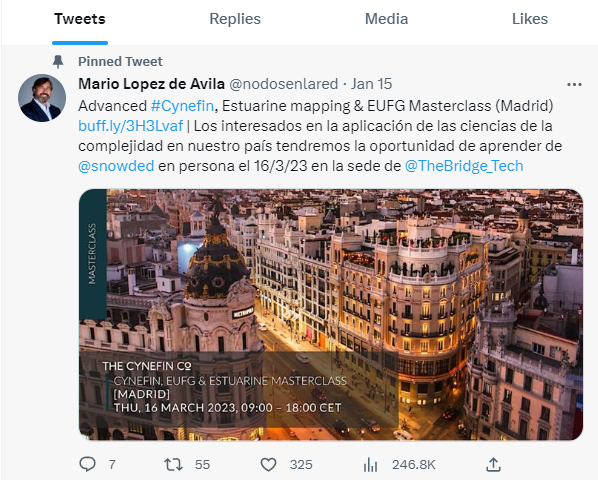 Tweets Replies Media Likes
Pinned Tweet
Mario Lopez de Avila @nodosenlared · Jan 15
Advanced #Cynefin, Estuarine mapping & EUFG Masterclass (Madrid)
buff.ly/3H3Lvaf | Los interesados en la aplicación de las ciencias de la
complejidad en nuestro país tendremos la oportunidad de aprender de
@snowded en persona el 16/3/23 en la sede de @TheBridge_Tech
MASTERCLASS
METROPOLIS
THE CYNEFIN CO
CYNEFIN, EUFG & ESTUARINE MASTERCLASS
[MADRID]
THU, 16 MARCH 2023, 09:00 – 18:00 CET
7 55 325 246.8K